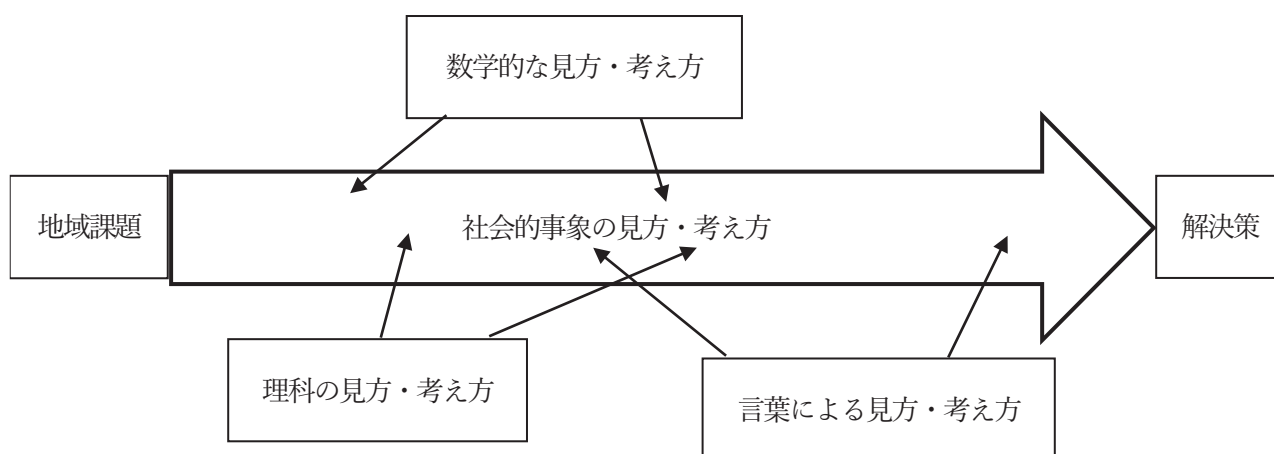 数学的な見方・考え方
地域課題
社会的事象の見方・考え方
解決策
理科の見方・考え方
言葉による見方・考え方